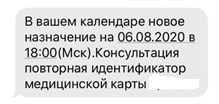 В вашем календаре новое
назначение на 06.08.2020 в
18:00(Мск).Консультация
повторная идентификатор
медицинской карты